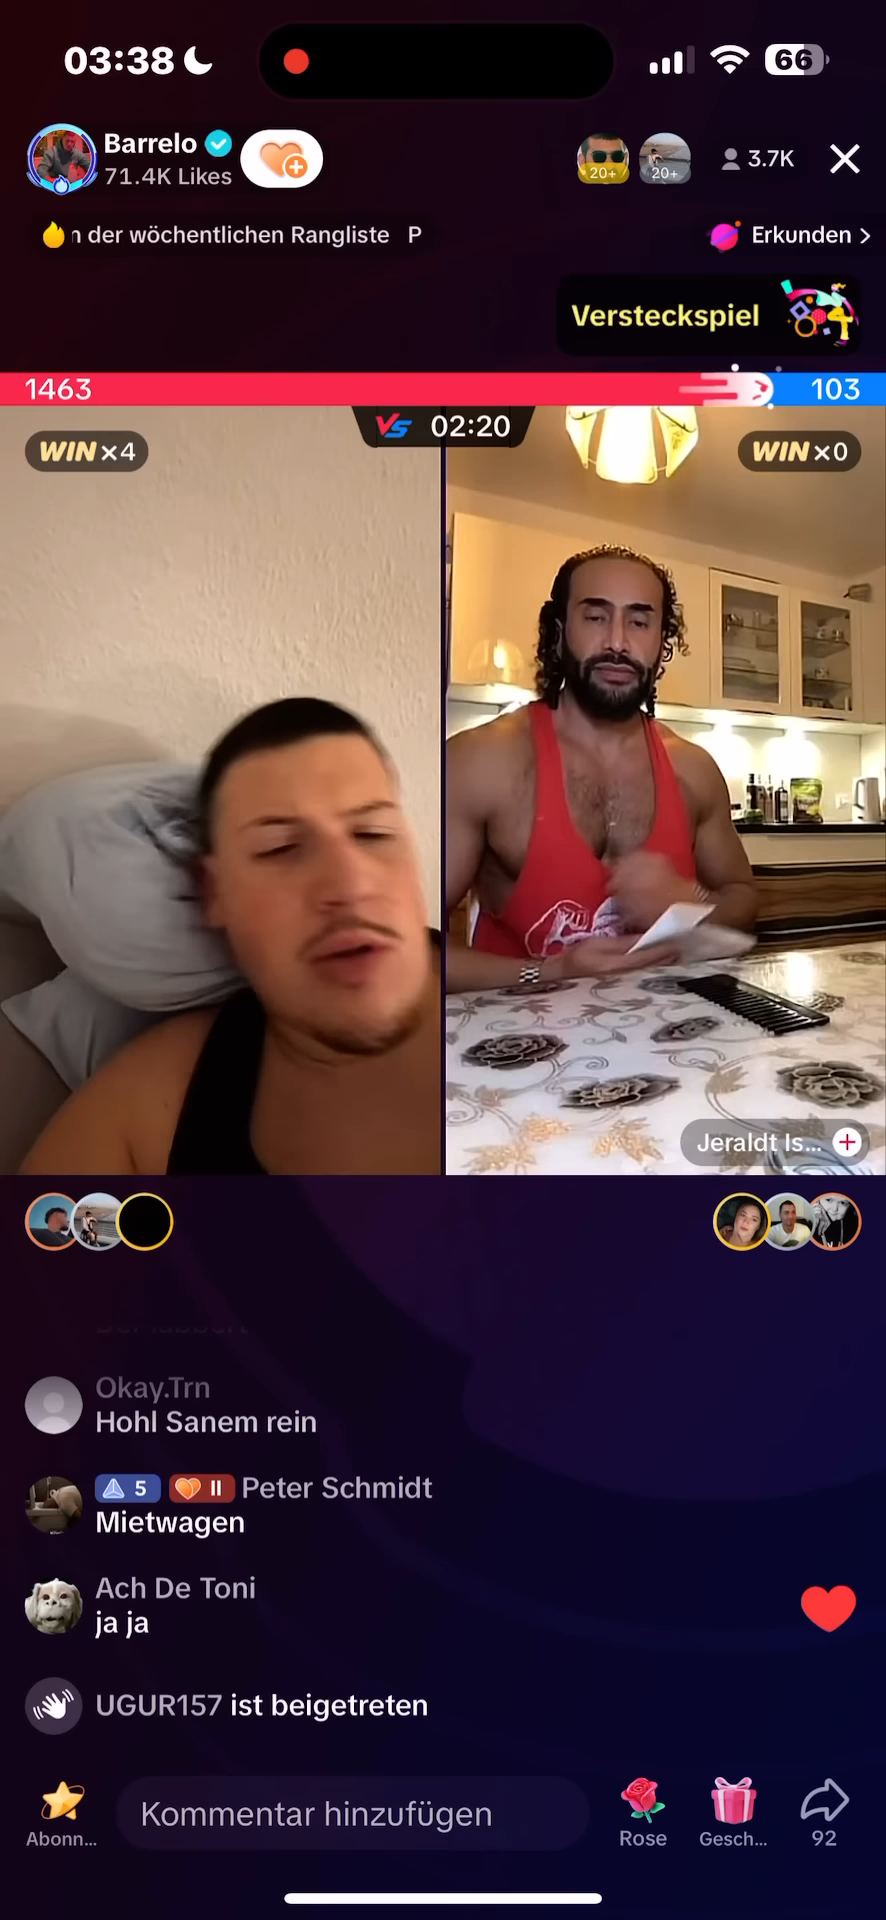 03:38
66
Barrelo
71.4K Likes
20+
20+
3.7K
n der wöchentlichen Rangliste P
Erkunden >
Versteckspiel
1463
103
VS 02:20
WIN x4
WIN x0
Jeraldt Is... +
Okay.Trn
Hohl Sanem rein
5 II Peter Schmidt
Mietwagen
Ach De Toni
ja ja
UGUR157 ist beigetreten
Kommentar hinzufügen
Abonn...
Rose
Gesch...
92